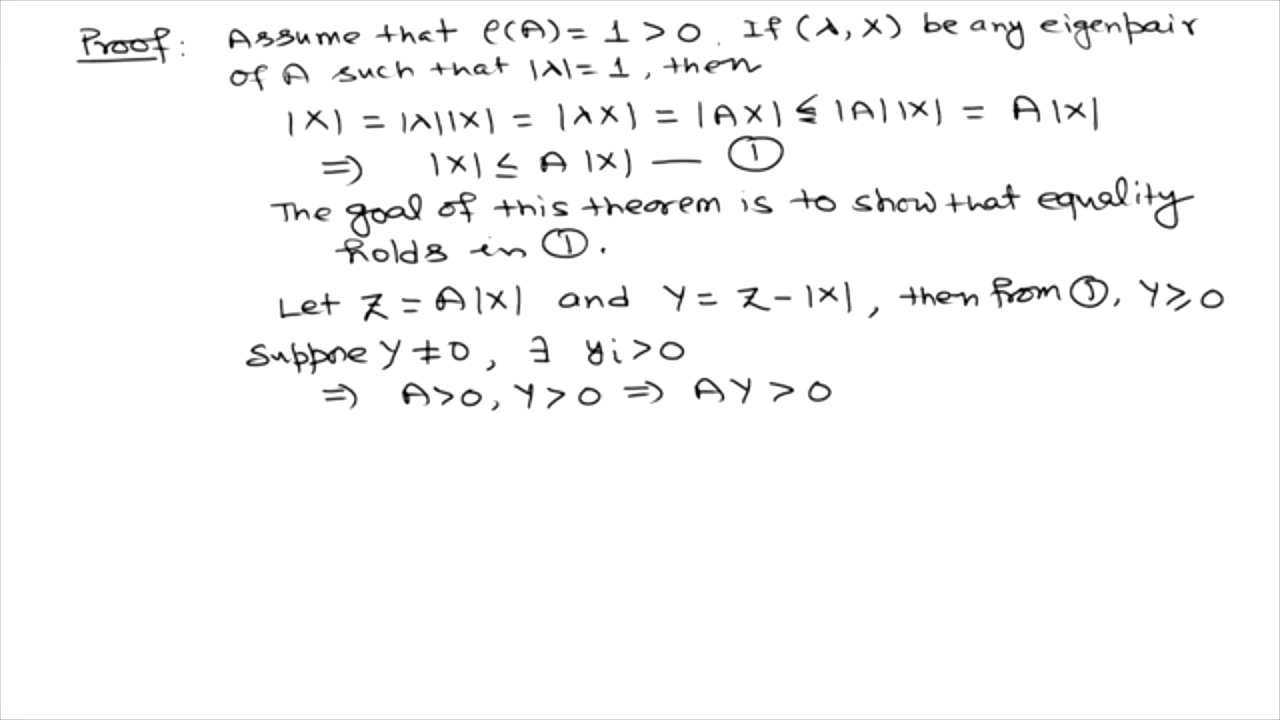 Proof: Assume that ρ(A) = 1 > 0. If (λ, X) be any eigenpair
of A such that |λ| = 1, then
|X| = |λ||X| = |λX| = |AX| ≤ |A||X| = A|X|
⇒ |X| ≤ A|X| — ①
The goal of this theorem is to show that equality
holds in ①.
Let Z = A|X| and Y = Z - |X|, then from ①, Y ≥ 0
Suppose Y ≠ 0, ∃ yi > 0
⇒ A > 0, Y > 0 ⇒ AY > 0